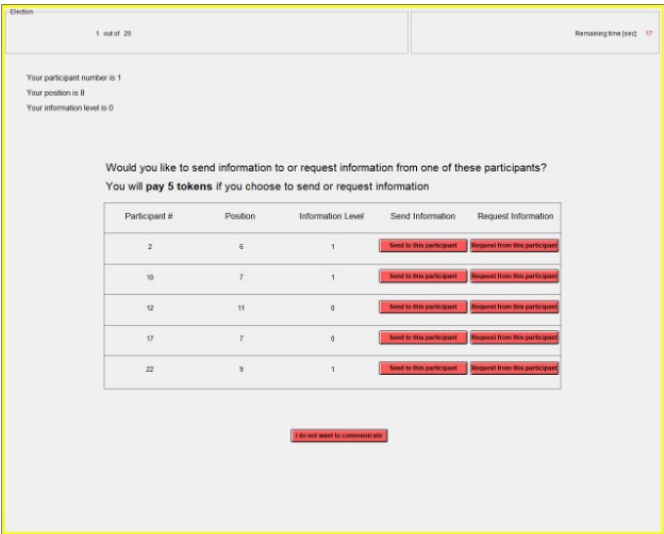 Election
1 out of 20
Remaining time [sec]: 17
Your participant number is 1
Your position is 8
Your information level is 0
Would you like to send information to or request information from one of these participants?
You will pay 5 tokens if you choose to send or request information
Participant # Position Information Level Send Information Request Information
2 6 1 Send to this participant Request from this participant
10 7 1 Send to this participant Request from this participant
12 11 0 Send to this participant Request from this participant
17 7 0 Send to this participant Request from this participant
22 9 1 Send to this participant Request from this participant
I do not want to communicate